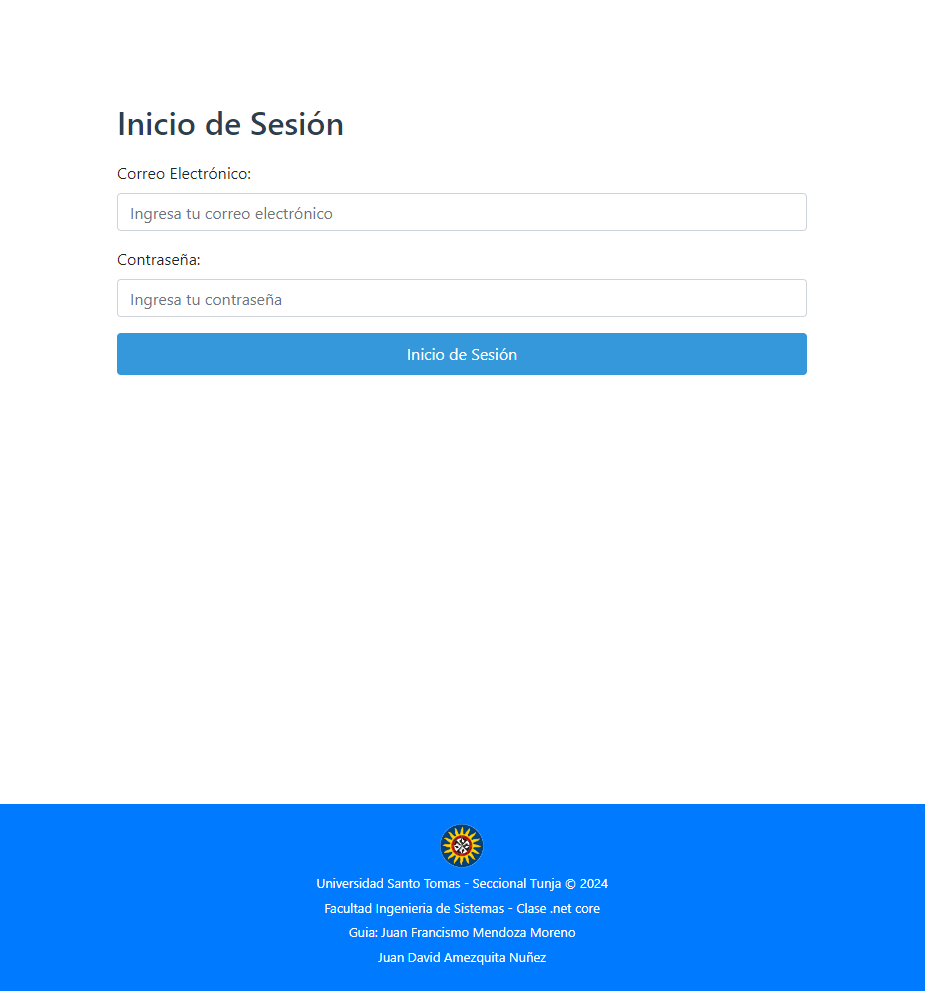 Inicio de Sesión
Correo Electrónico:
Ingresa tu correo electrónico
Contraseña:
Ingresa tu contraseña
Inicio de Sesión
Universidad Santo Tomas - Seccional Tunja © 2024
Facultad Ingenieria de Sistemas - Clase .net core
Guia: Juan Francismo Mendoza Moreno
Juan David Amezquita Nuñez